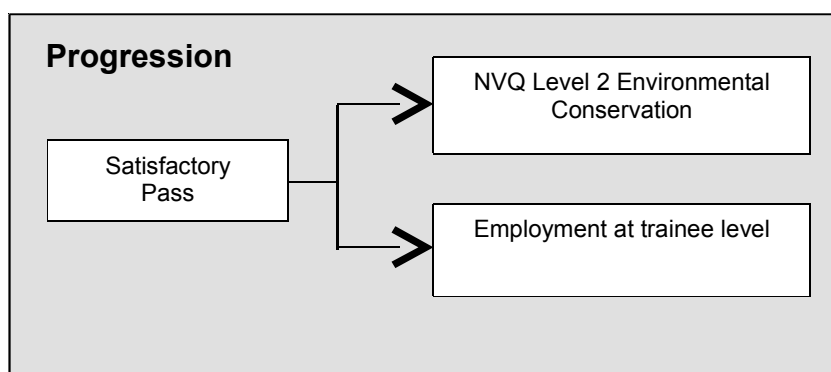 Progression
Satisfactory
Pass
NVQ Level 2 Environmental
Conservation
Employment at trainee level